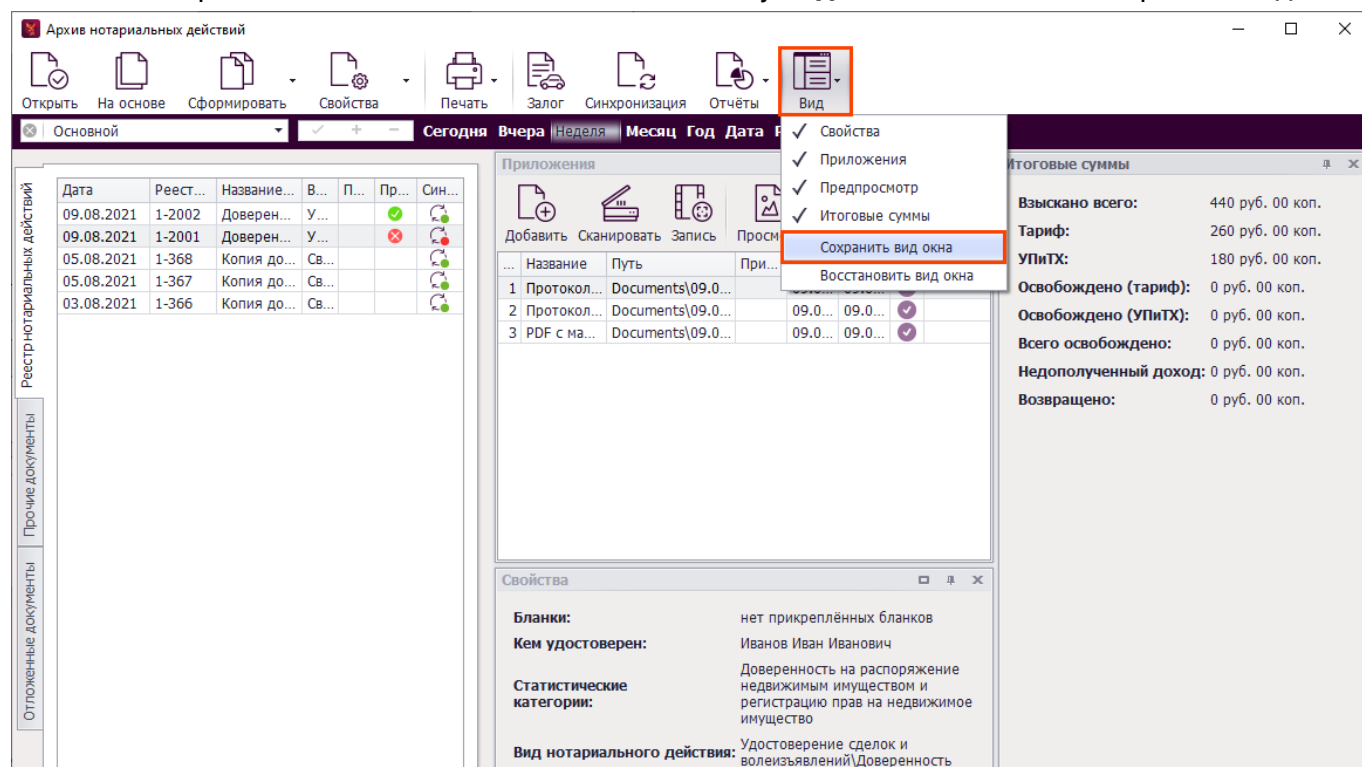 Архив нотариальных действий
Открыть На основе Сформировать Свойства Печать Залог Синхронизация Отчёты Вид
Основной Сегодня Вчера Неделя Месяц Год Дата
Свойства
Приложения
Предпросмотр
Итоговые суммы
Сохранить вид окна
Восстановить вид окна
Реестр нотариальных действий
Прочие документы
Отложенные документы
Дата Реест... Название... В... П... Пр... Син...
09.08.2021 1-2002 Доверен... У...
09.08.2021 1-2001 Доверен... У...
05.08.2021 1-368 Копия до... Св...
05.08.2021 1-367 Копия до... Св...
03.08.2021 1-366 Копия до... Св...
Приложения
Добавить Сканировать Запись Просм
... Название Путь При...
1 Протокол... Documents\09.0... 09.0... 09.0...
2 Протокол... Documents\09.0... 09.0... 09.0...
3 PDF с ма... Documents\09.0... 09.0... 09.0...
Свойства
Бланки: нет прикреплённых бланков
Кем удостоверен: Иванов Иван Иванович
Статистические категории: Доверенность на распоряжение
недвижимым имуществом и
регистрацию прав на недвижимое
имущество
Вид нотариального действия: Удостоверение сделок и
волеизъявлений\Доверенность
Итоговые суммы
Взыскано всего: 440 руб. 00 коп.
Тариф: 260 руб. 00 коп.
УПиТХ: 180 руб. 00 коп.
Освобождено (тариф): 0 руб. 00 коп.
Освобождено (УПиТХ): 0 руб. 00 коп.
Всего освобождено: 0 руб. 00 коп.
Недополученный доход: 0 руб. 00 коп.
Возвращено: 0 руб. 00 коп.